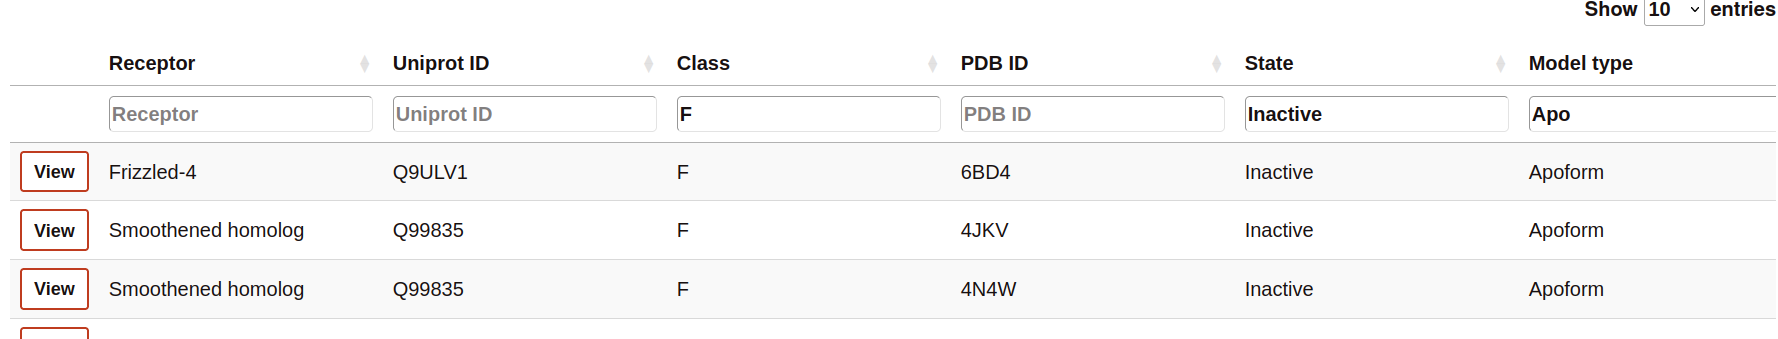 Show 10 entries
Receptor Uniprot ID Class PDB ID State Model type
Receptor Uniprot ID F PDB ID Inactive Apo
View Frizzled-4 Q9ULV1 F 6BD4 Inactive Apoform
View Smoothened homolog Q99835 F 4JKV Inactive Apoform
View Smoothened homolog Q99835 F 4N4W Inactive Apoform